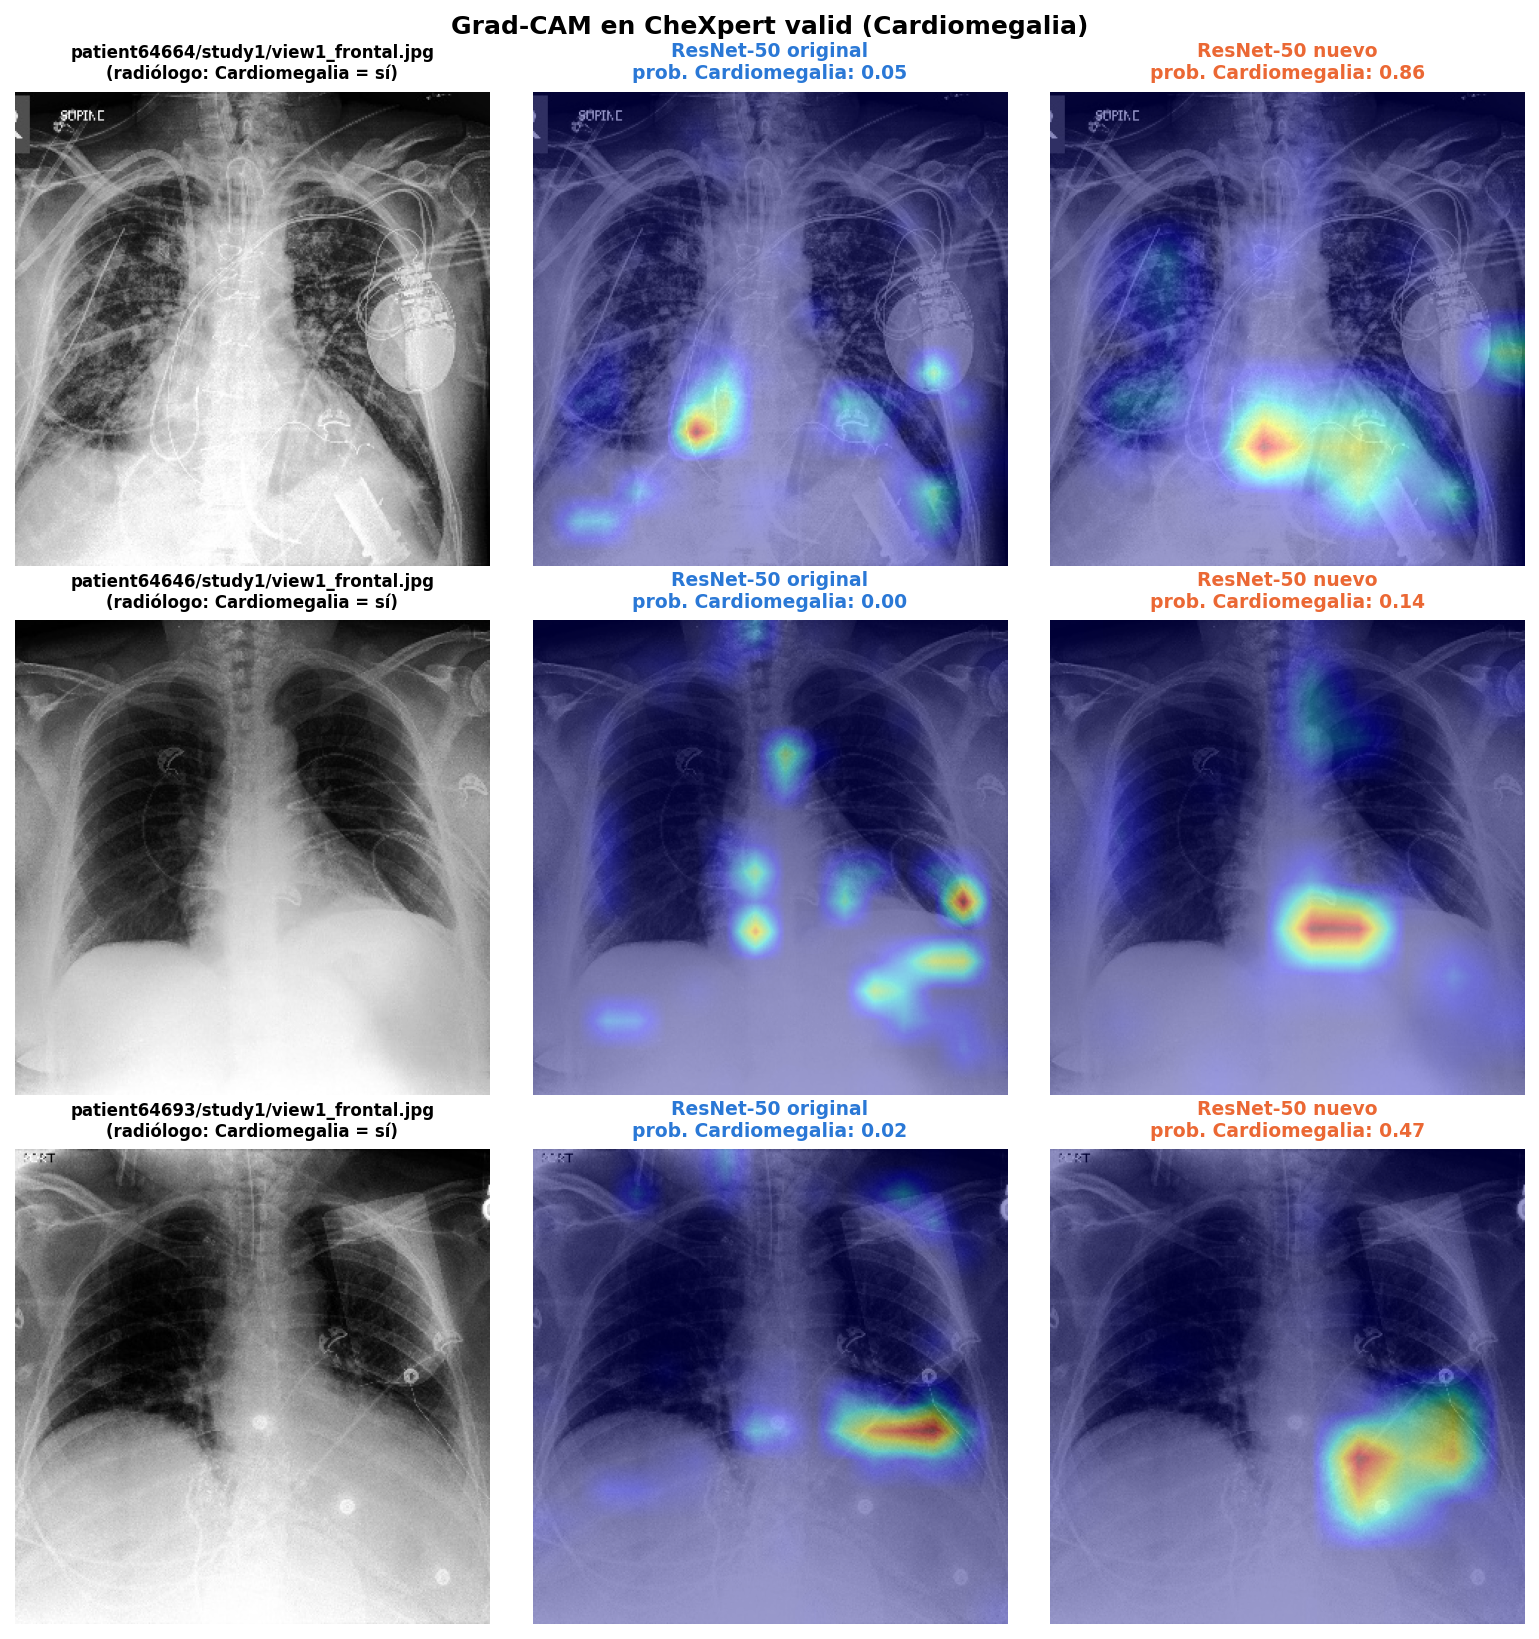 Grad-CAM en CheXpert valid (Cardiomegalia)
patient64664/study1/view1_frontal.jpg
(radiólogo: Cardiomegalia = sí)
ResNet-50 original
prob. Cardiomegalia: 0.05
ResNet-50 nuevo
prob. Cardiomegalia: 0.86
SUPINE
SUPINE
SUPINE
patient64646/study1/view1_frontal.jpg
(radiólogo: Cardiomegalia = sí)
ResNet-50 original
prob. Cardiomegalia: 0.00
ResNet-50 nuevo
prob. Cardiomegalia: 0.14
patient64693/study1/view1_frontal.jpg
(radiólogo: Cardiomegalia = sí)
ResNet-50 original
prob. Cardiomegalia: 0.02
ResNet-50 nuevo
prob. Cardiomegalia: 0.47